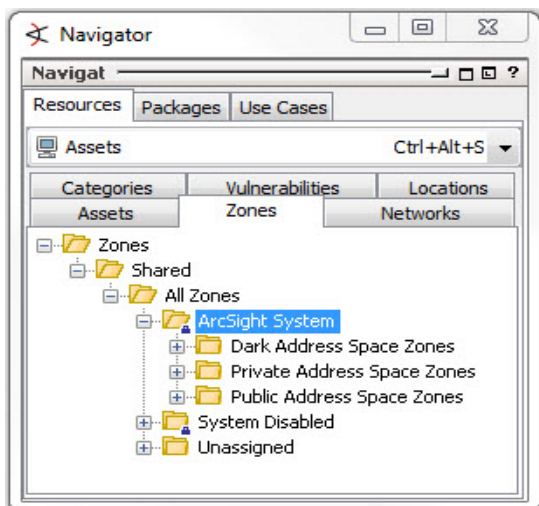 Navigator
Navigat ?
Resources Packages Use Cases
Assets Ctrl+Alt+S
Categories Vulnerabilities Locations
Assets Zones Networks
Zones
Shared
All Zones
ArcSight System
Dark Address Space Zones
Private Address Space Zones
Public Address Space Zones
System Disabled
Unassigned